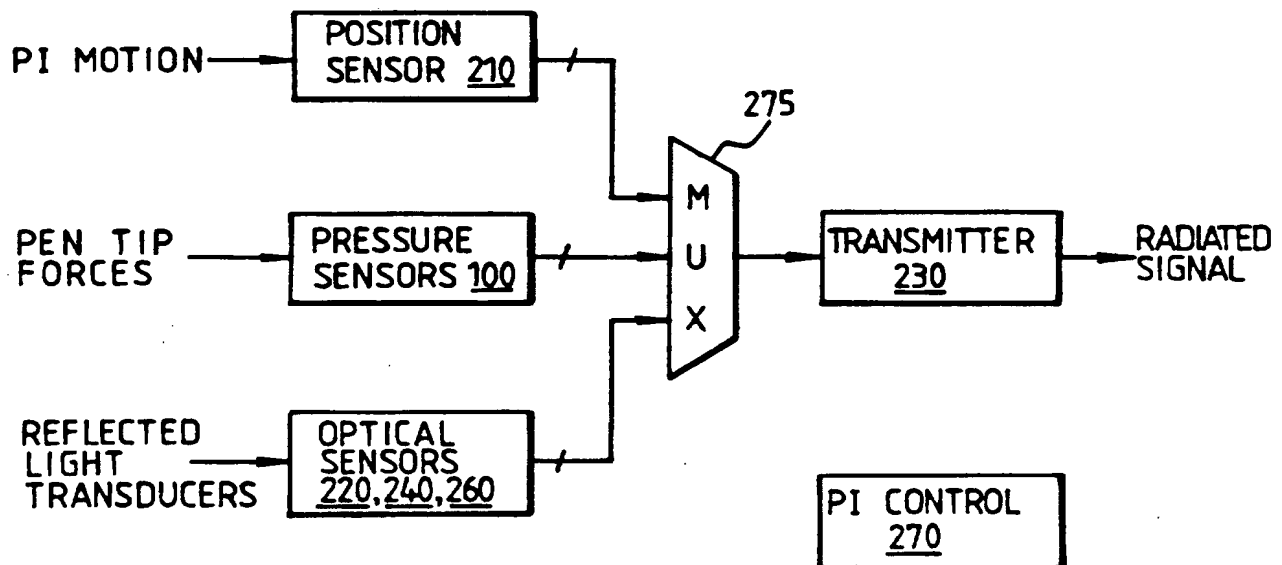 PI MOTION
POSITION
SENSOR 210
275
PEN TIP
FORCES
PRESSURE
SENSORS 100
M
U
X
TRANSMITTER
230
RADIATED
SIGNAL
REFLECTED
LIGHT
TRANSDUCERS
OPTICAL
SENSORS
220, 240, 260
PI CONTROL
270